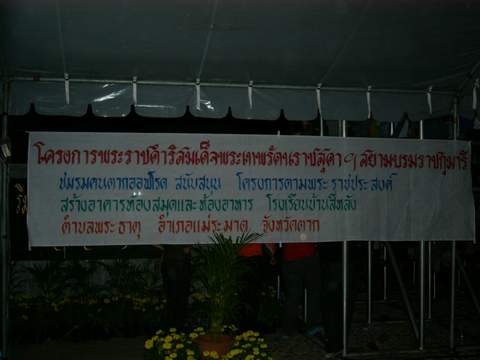 โครงการพระราชดำริสมเด็จพระเทพรัตนราชสุดาฯ สยามบรมราชกุมารี
ชมรมคนตากออฟโรด สนับสนุน โครงการตามพระราชประสงค์
สร้างอาคารห้องสมุดและห้องอาหาร โรงเรียนบ้านสี่หลัง
ตำบลพระธาตุ อำเภอแม่ระมาด จังหวัดตาก